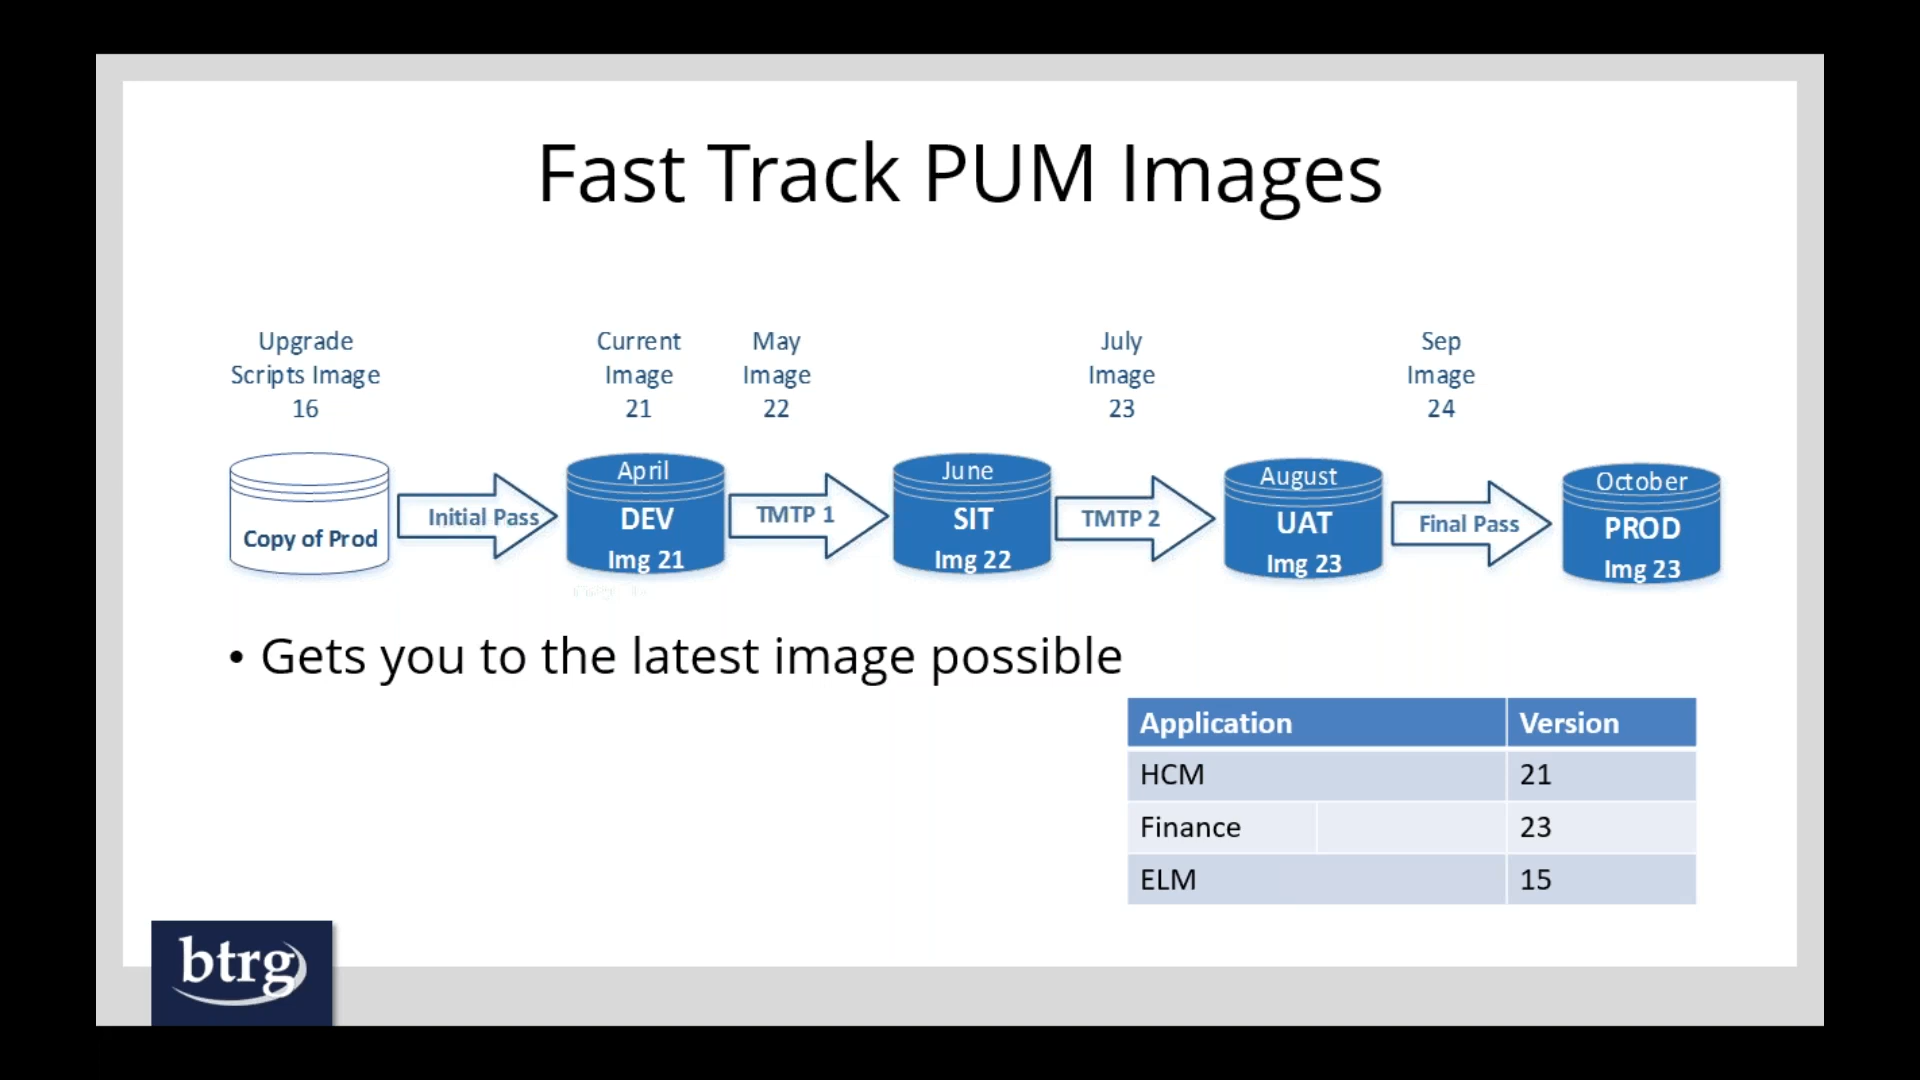 Fast Track PUM Images
Upgrade
Scripts Image
16
Current
Image
21
May
Image
22
July
Image
23
Sep
Image
24
Copy of Prod
Initial Pass
April
DEV
Img 21
TMTP 1
June
SIT
Img 22
TMTP 2
August
UAT
Img 23
Final Pass
October
PROD
Img 23
• Gets you to the latest image possible
Application Version
HCM 21
Finance 23
ELM 15
btrg